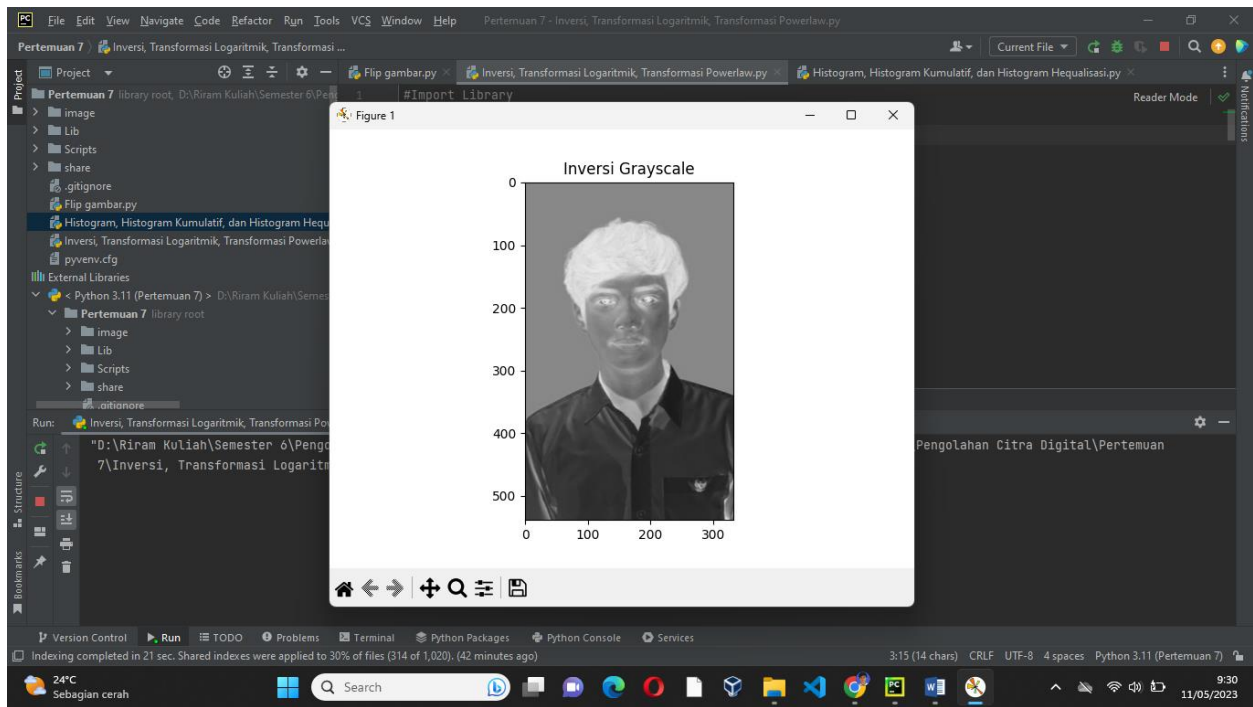 PC File Edit View Navigate Code Refactor Run Tools VCS Window Help Pertemuan 7 - Inversi, Transformasi Logaritmik, Transformasi Powerlaw.py
Pertemuan 7 Inversi, Transformasi Logaritmik, Transformasi ... Current File
Project Flip gambar.py Inversi, Transformasi Logaritmik, Transformasi Powerlaw.py Histogram, Histogram Kumulatif, dan Histogram Hequalisasi.py
Project
Notifications
Pertemuan 7 library root, D:\Riram Kuliah\Semester 6\Pen 1 #Import Library Reader Mode
image
Lib
Scripts
share
.gitignore
Flip gambar.py
Histogram, Histogram Kumulatif, dan Histogram Hequ
Inversi, Transformasi Logaritmik, Transformasi Powerla
pyvenv.cfg
External Libraries
< Python 3.11 (Pertemuan 7) > D:\Riram Kuliah\Semes
Pertemuan 7 library root
image
Lib
Scripts
share
.gitignore
Figure 1
Inversi Grayscale
0
100
200
300
400
500
0 100 200 300
Run: Inversi, Transformasi Logaritmik, Transformasi Po
"D:\Riram Kuliah\Semester 6\Pengo Pengolahan Citra Digital\Pertemuan
7\Inversi, Transformasi Logaritm
Structure
Bookmarks
Version Control Run TODO Problems Terminal Python Packages Python Console Services
Indexing completed in 21 sec. Shared indexes were applied to 30% of files (314 of 1,020). (42 minutes ago) 3:15 (14 chars) CRLF UTF-8 4 spaces Python 3.11 (Pertemuan 7)
24°C
Sebagian cerah
Search
9:30
11/05/2023